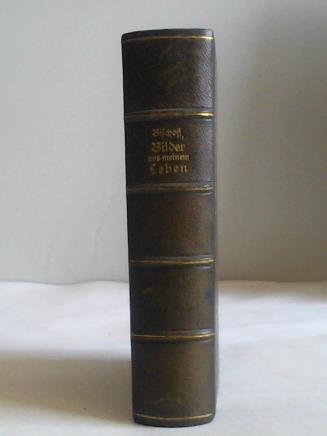 Bischoff,
Bilder
aus meinem
Leben